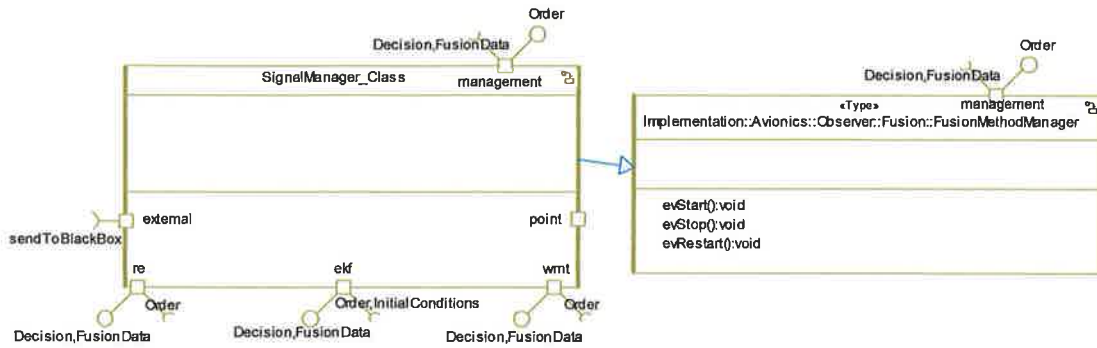 Order
Decision,FusionData
SignalManager_Class
management
external
point
sendToBlackBox
re
ekf
wmt
Order
Order,InitialConditions
Order
Decision,FusionData
Decision,FusionData
Decision,FusionData
Order
Decision,FusionData
«Type»
management
Implementation::Avionics::Observer::Fusion::FusionMethodManager
evStart():void
evStop():void
evRestart():void